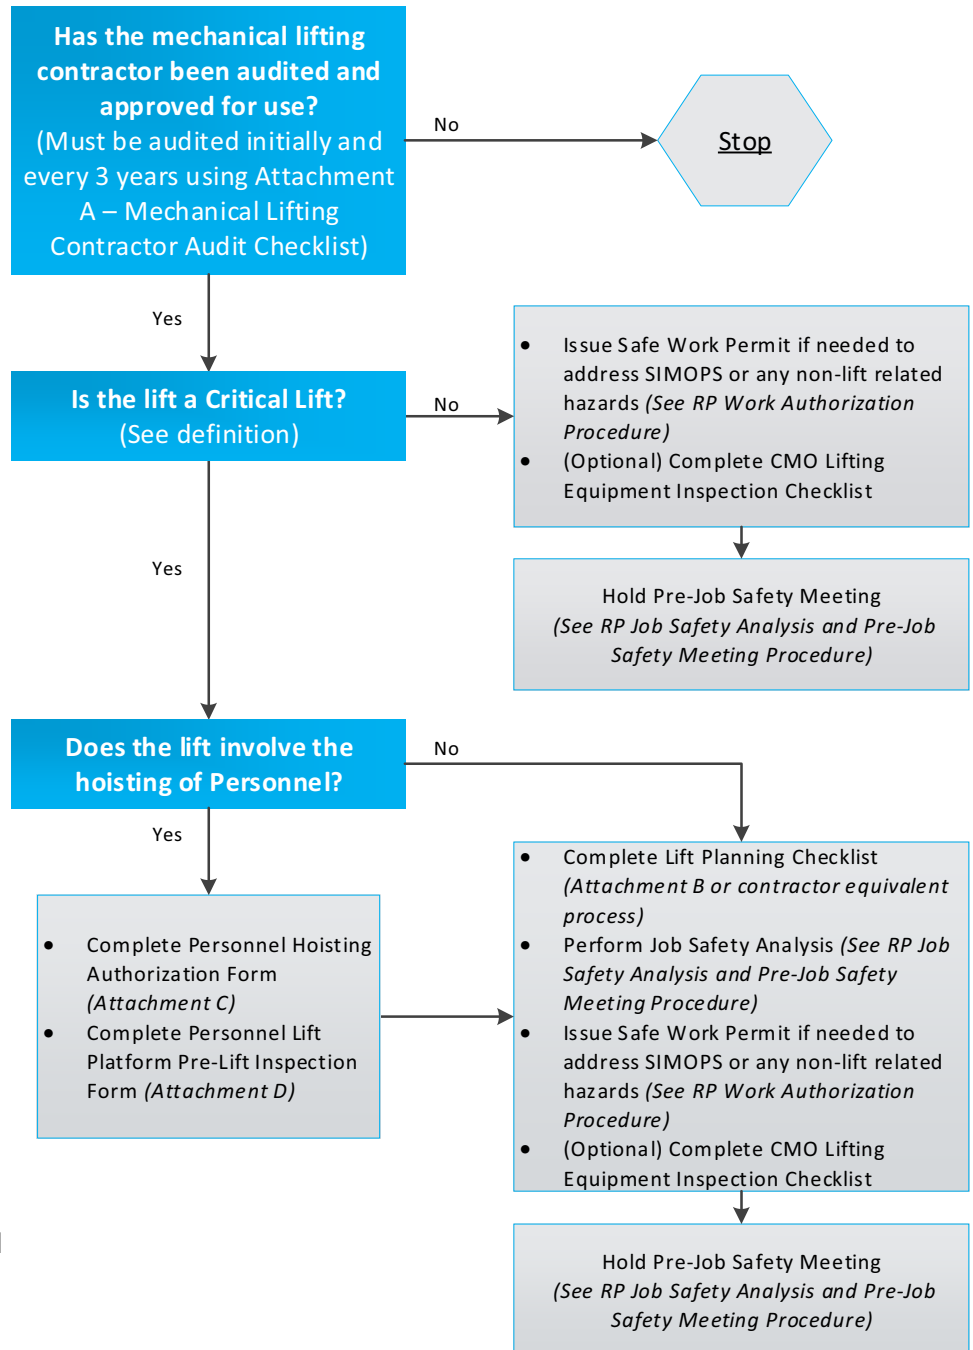 Has the mechanical lifting
contractor been audited and
approved for use?
(Must be audited initially and
every 3 years using Attachment
A – Mechanical Lifting
Contractor Audit Checklist)
No
Stop
Yes
Is the lift a Critical Lift?
(See definition)
No
• Issue Safe Work Permit if needed to
address SIMOPS or any non-lift related
hazards (See RP Work Authorization
Procedure)
• (Optional) Complete CMO Lifting
Equipment Inspection Checklist
Hold Pre-Job Safety Meeting
(See RP Job Safety Analysis and Pre-Job
Safety Meeting Procedure)
Yes
Does the lift involve the
hoisting of Personnel?
No
Yes
• Complete Personnel Hoisting
Authorization Form
(Attachment C)
• Complete Personnel Lift
Platform Pre-Lift Inspection
Form (Attachment D)
• Complete Lift Planning Checklist
(Attachment B or contractor equivalent
process)
• Perform Job Safety Analysis (See RP Job
Safety Analysis and Pre-Job Safety
Meeting Procedure)
• Issue Safe Work Permit if needed to
address SIMOPS or any non-lift related
hazards (See RP Work Authorization
Procedure)
• (Optional) Complete CMO Lifting
Equipment Inspection Checklist
Hold Pre-Job Safety Meeting
(See RP Job Safety Analysis and Pre-Job
Safety Meeting Procedure)